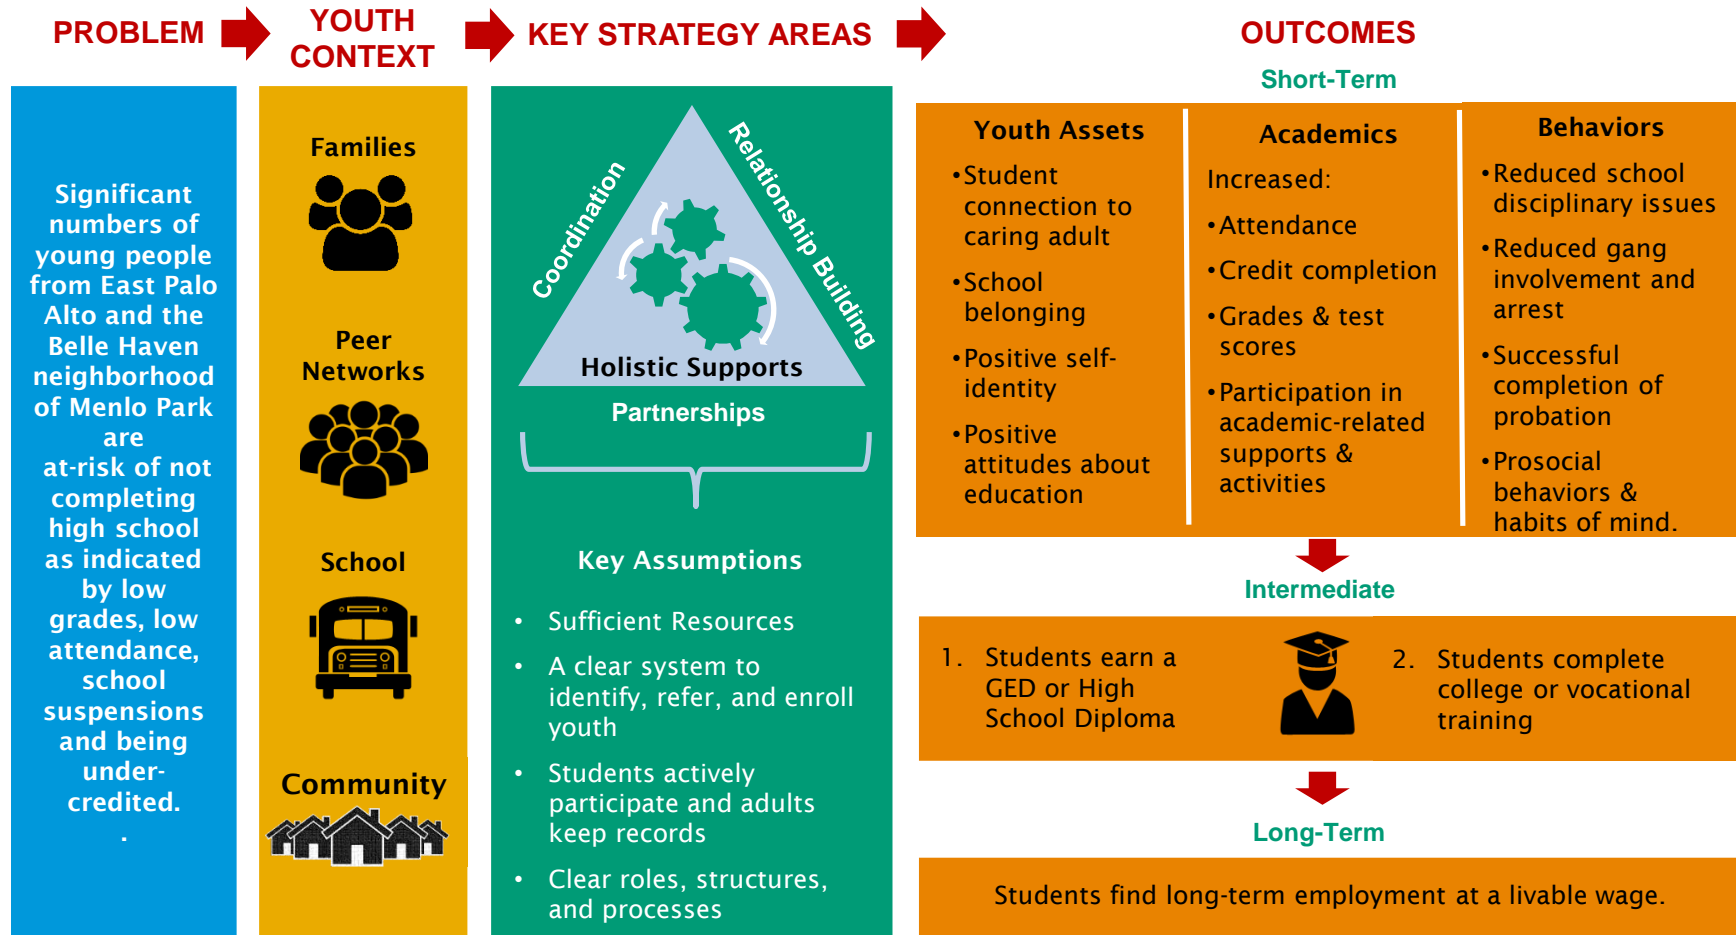 PROBLEM
YOUTH
CONTEXT
KEY STRATEGY AREAS
OUTCOMES
Significant
numbers of
young people
from East Palo
Alto and the
Belle Haven
neighborhood
of Menlo Park
are
at-risk of not
completing
high school
as indicated
by low
grades, low
attendance,
school
suspensions
and being
under-
credited.
.
Families
Peer
Networks
School
Community
Coordination
Relationship Building
Holistic Supports
Partnerships
Key Assumptions
• Sufficient Resources
• A clear system to
identify, refer, and enroll
youth
• Students actively
participate and adults
keep records
• Clear roles, structures,
and processes
Short-Term
Youth Assets
•Student
connection to
caring adult
•School
belonging
•Positive self-
identity
•Positive
attitudes about
education
Academics
Increased:
•Attendance
•Credit completion
•Grades & test
scores
•Participation in
academic-related
supports &
activities
Behaviors
•Reduced school
disciplinary issues
•Reduced gang
involvement and
arrest
•Successful
completion of
probation
•Prosocial
behaviors &
habits of mind.
Intermediate
1. Students earn a
GED or High
School Diploma
2. Students complete
college or vocational
training
Long-Term
Students find long-term employment at a livable wage.